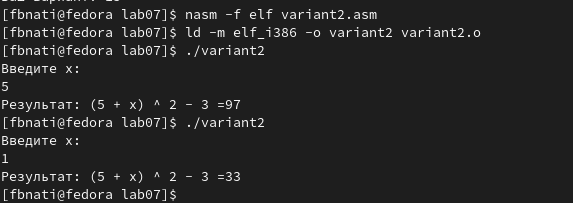 [fbnati@fedora lab07]$ nasm -f elf variant2.asm
[fbnati@fedora lab07]$ ld -m elf_i386 -o variant2 variant2.o
[fbnati@fedora lab07]$ ./variant2
Введите x:
5
Результат: (5 + x) ^ 2 - 3 =97
[fbnati@fedora lab07]$ ./variant2
Введите x:
1
Результат: (5 + x) ^ 2 - 3 =33
[fbnati@fedora lab07]$